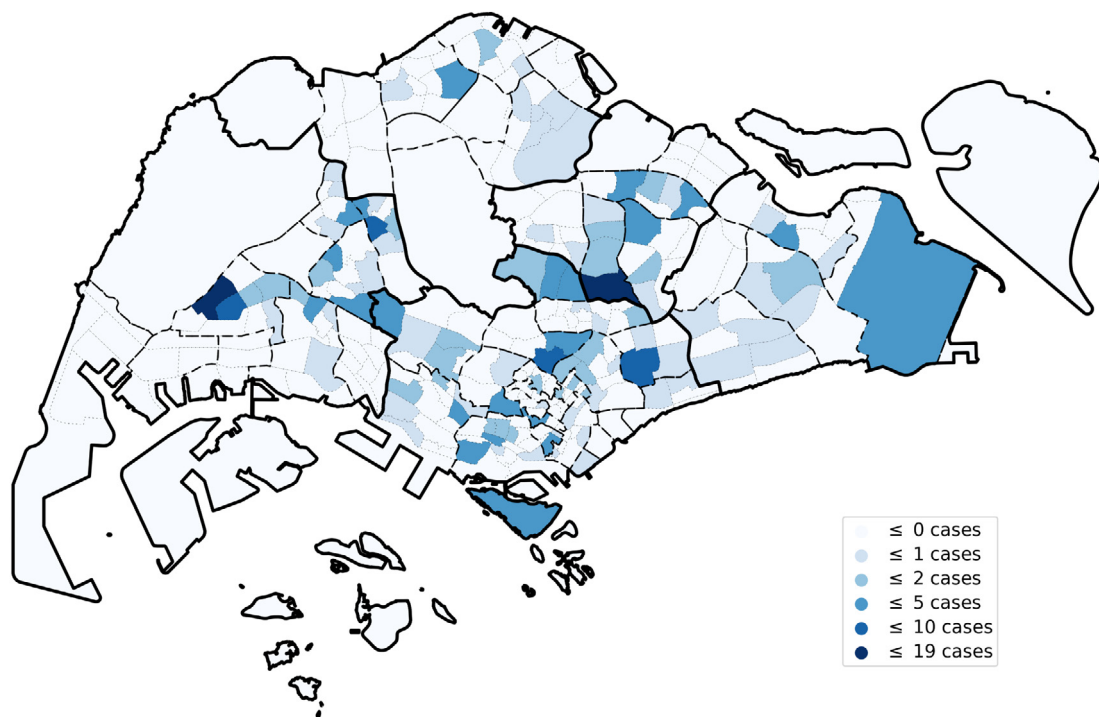 ≤ 0 cases
≤ 1 cases
≤ 2 cases
≤ 5 cases
≤ 10 cases
≤ 19 cases